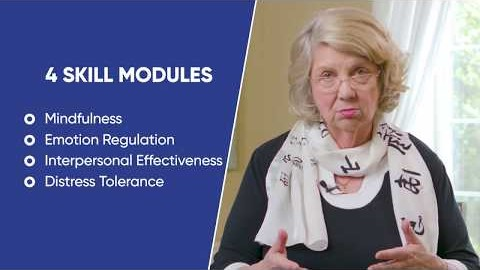 4 SKILL MODULES
Mindfulness
Emotion Regulation
Interpersonal Effectiveness
Distress Tolerance